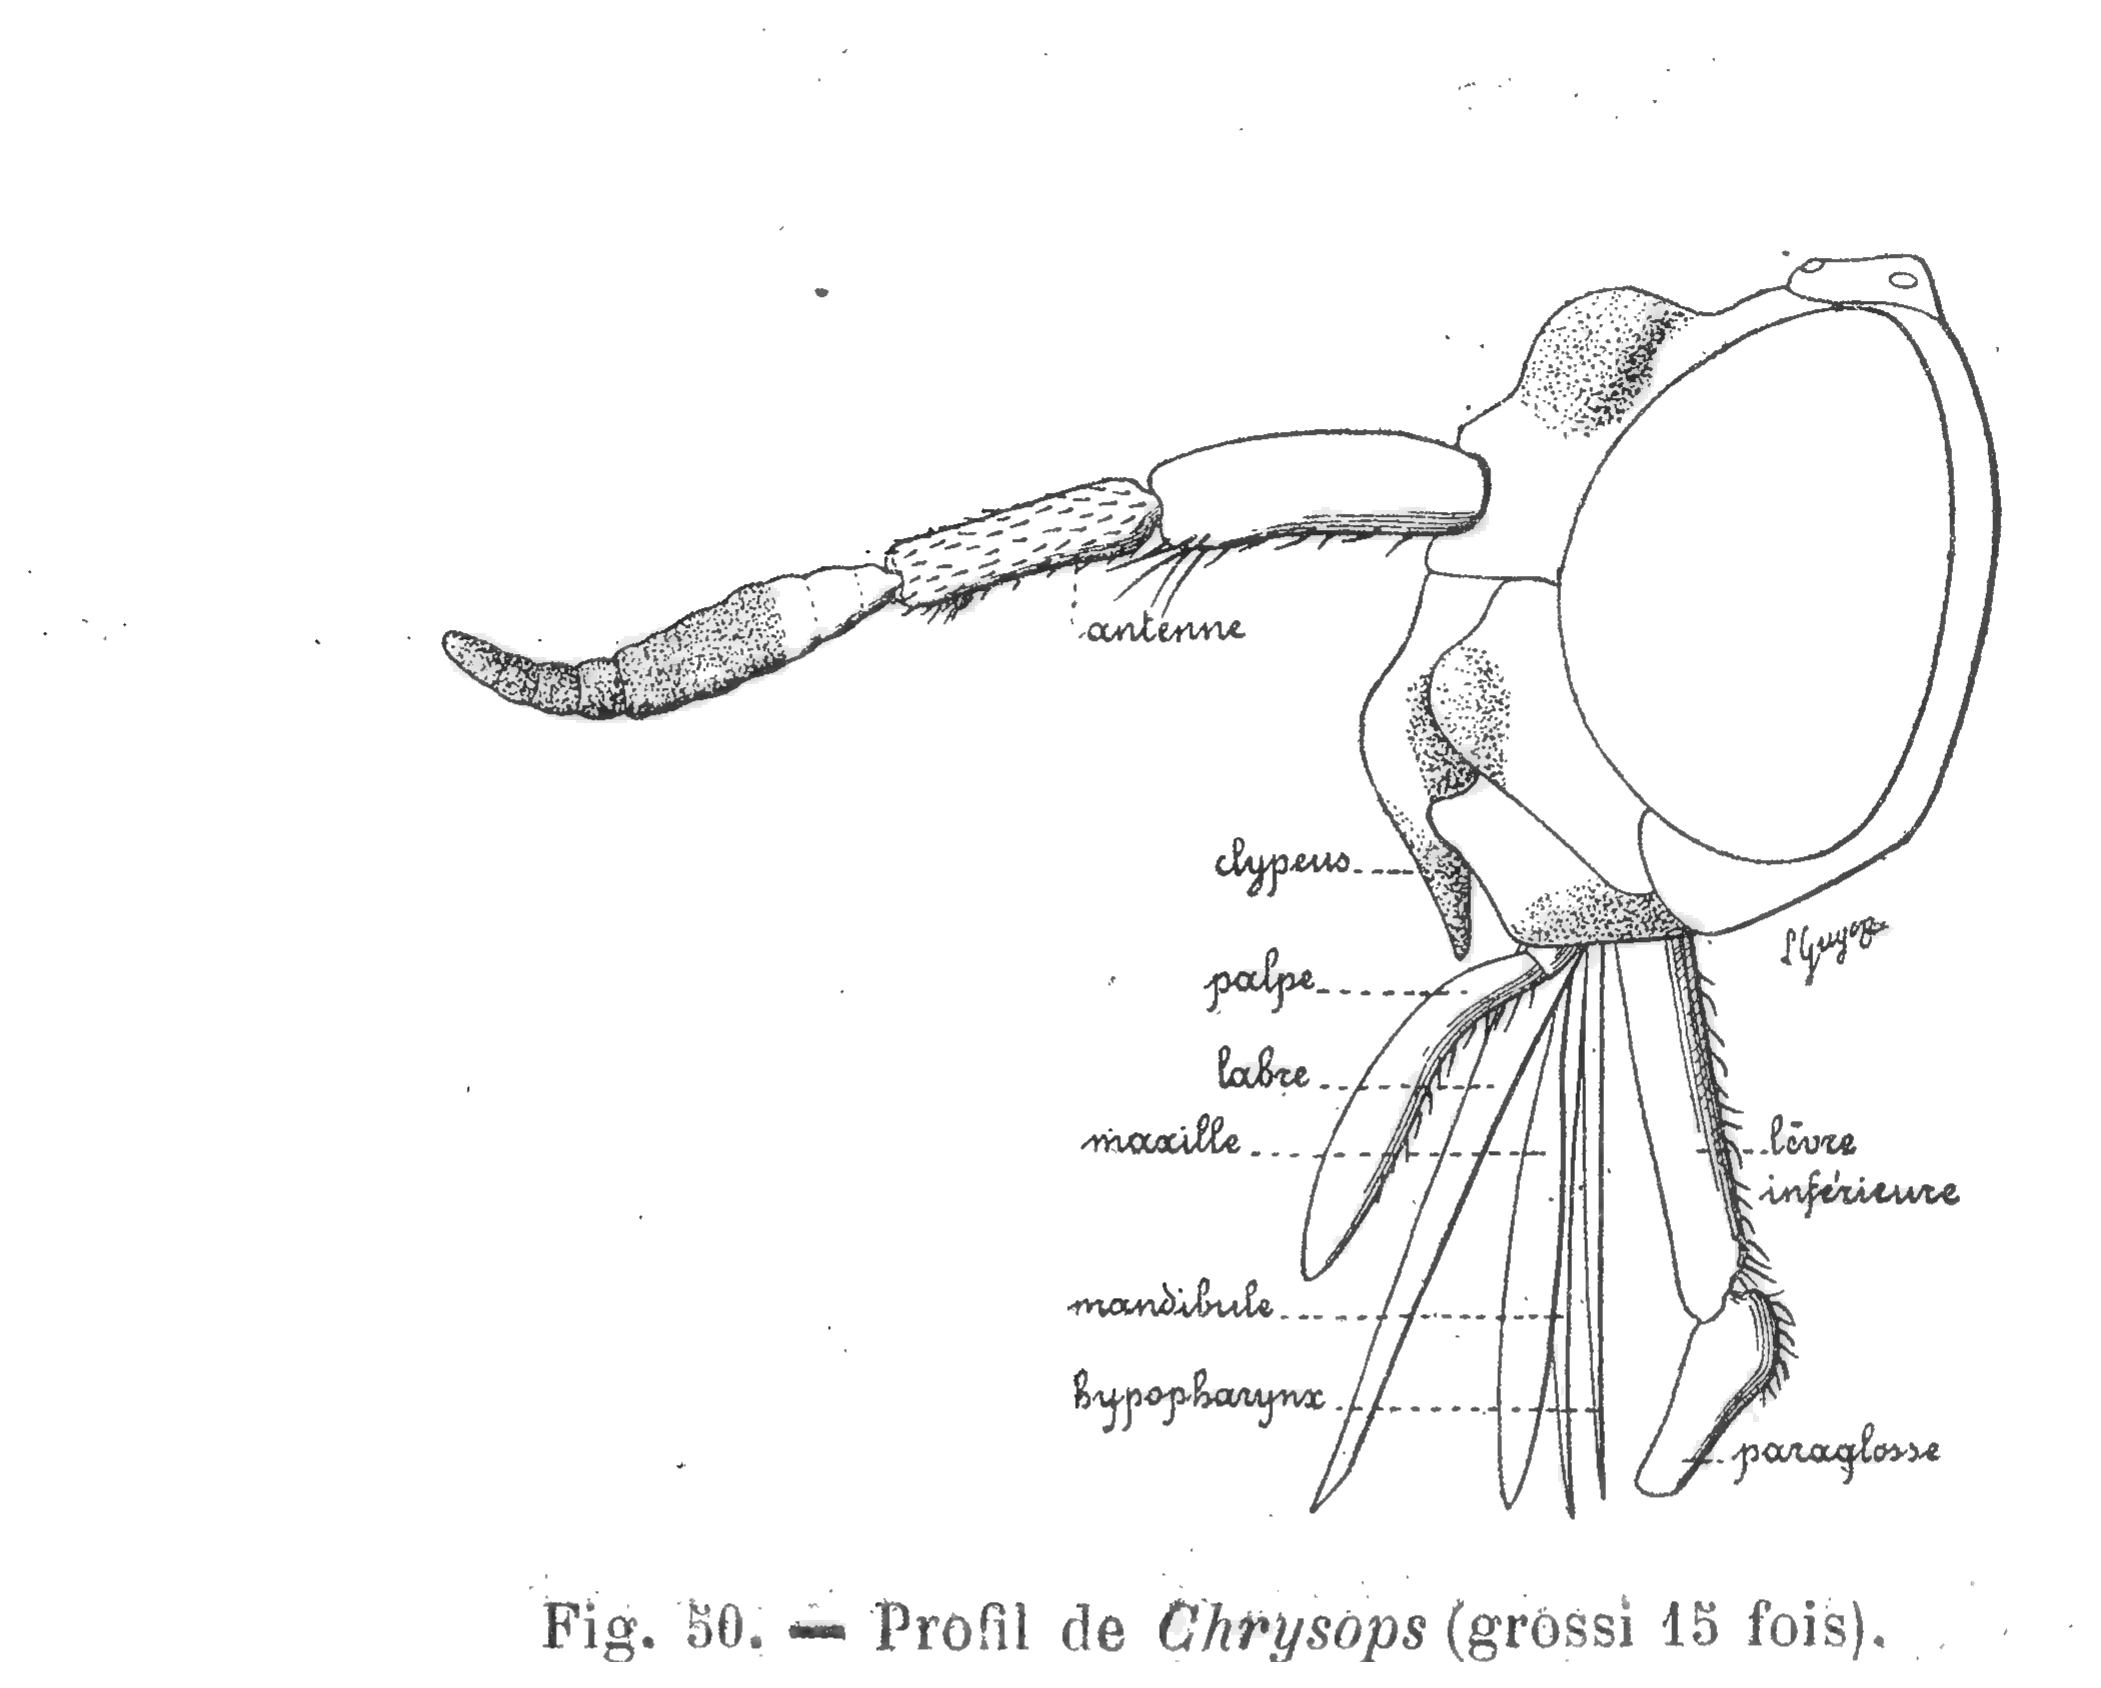 antenne
clypeus
palpe
labre
maxille
lèvre
inférieure
mandibule
hypopharynx
paraglosse
Fig. 50. — Profil de Chrysops (grossi 15 fois).